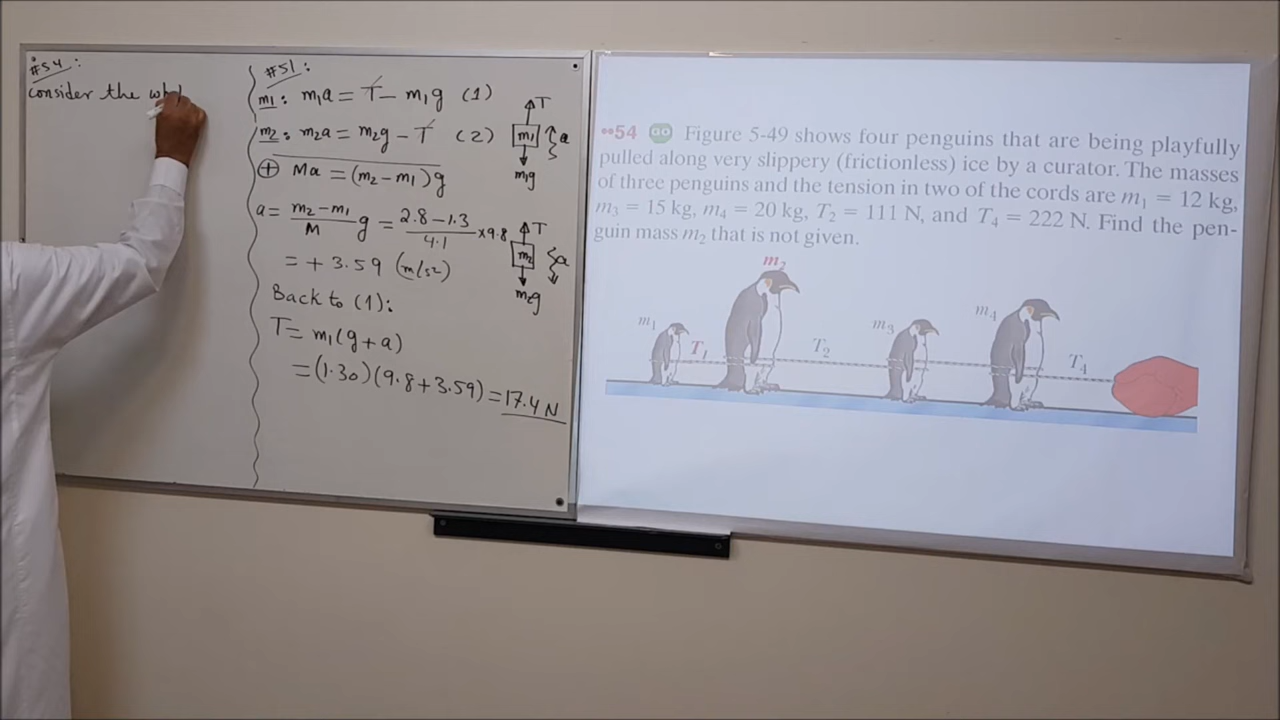 #54:
consider the
#51:
m1: m1a = T - m1g (1)
m2: m2a = m2g - T (2)
⊕ Ma = (m2 - m1)g
a = m2 - m1 / M g = 2.8 - 1.3 / 4.1 × 9.8
= + 3.59 (m/s2)
Back to (1):
T = m1(g + a)
= (1.30)(9.8 + 3.59) = 17.4 N
T
m1
a
m1g
T
m2
a
m2g
••54 GO Figure 5-49 shows four penguins that are being playfully
pulled along very slippery (frictionless) ice by a curator. The masses
of three penguins and the tension in two of the cords are m1 = 12 kg,
m3 = 15 kg, m4 = 20 kg, T2 = 111 N, and T4 = 222 N. Find the pen-
guin mass m2 that is not given.
m1
T1
m2
T2
m3
m4
T4